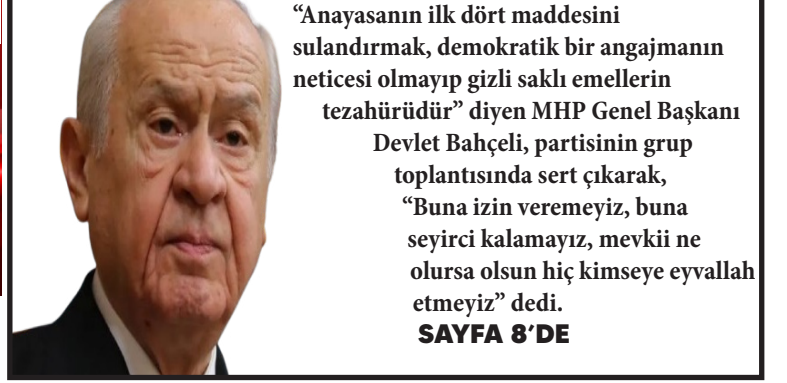 “Anayasanın ilk dört maddesini
sulandırmak, demokratik bir angajmanın
neticesi olmayıp gizli saklı emellerin
tezahürüdür” diyen MHP Genel Başkanı
Devlet Bahçeli, partisinin grup
toplantısında sert çıkarak,
“Buna izin veremeyiz, buna
seyirci kalamayız, mevkii ne
olursa olsun hiç kimseye eyvallah
etmeyiz” dedi.
SAYFA 8’DE